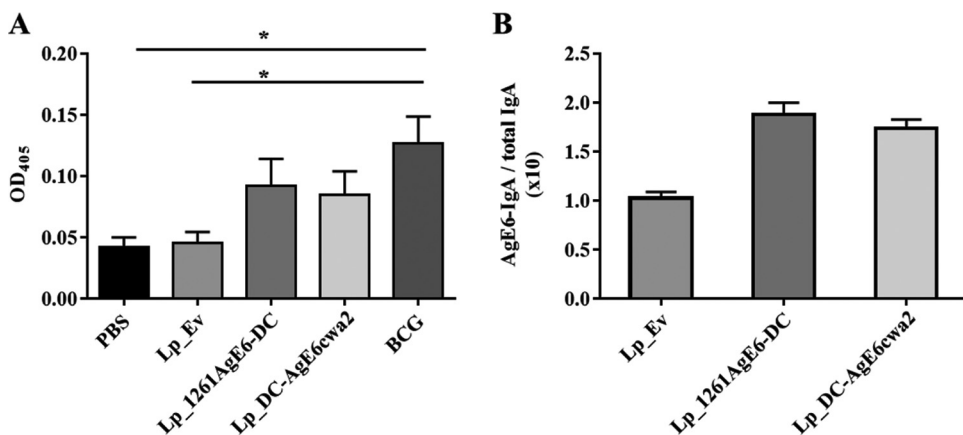 A
*
*
0.20
0.15
0.10
0.05
0.00
OD405
PBS
Lp_Ev
Lp_1261AgE6-DC
Lp_DC-AgE6cwa2
BCG
B
2.5
2.0
1.5
1.0
0.5
0.0
AgE6-IgA / total IgA
(x10)
Lp_Ev
Lp_1261AgE6-DC
Lp_DC-AgE6cwa2